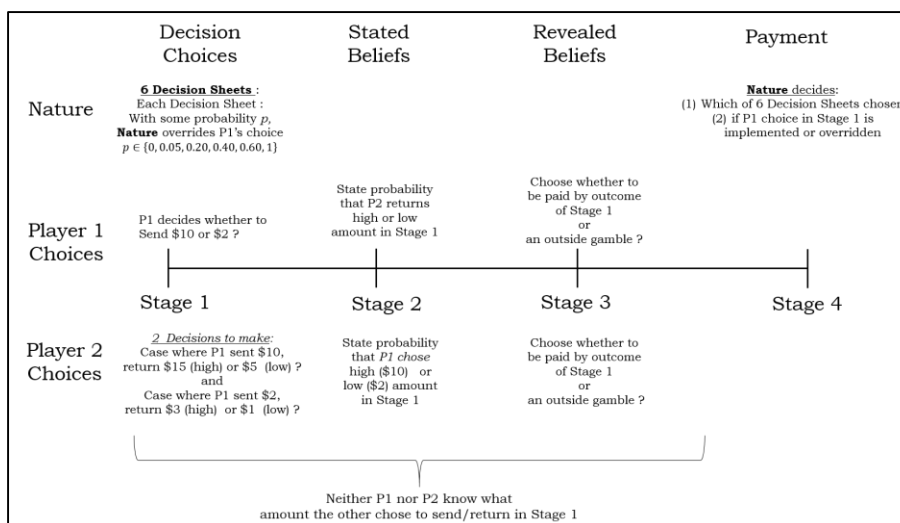 Decision Choices
Stated Beliefs
Revealed Beliefs
Payment
Nature
6 Decision Sheets :
Each Decision Sheet :
With some probability p,
Nature overrides P1's choice
p ∈ {0, 0.05, 0.20, 0.40, 0.60, 1}
Nature decides:
(1) Which of 6 Decision Sheets chosen
(2) if P1 choice in Stage 1 is
implemented or overridden
Player 1
Choices
P1 decides whether to
Send $10 or $2 ?
State probability
that P2 returns
high or low
amount in Stage 1
Choose whether to
be paid by outcome
of Stage 1
or
an outside gamble ?
Stage 1
Stage 2
Stage 3
Stage 4
Player 2
Choices
2 Decisions to make:
Case where P1 sent $10,
return $15 (high) or $5 (low) ?
and
Case where P1 sent $2,
return $3 (high) or $1 (low) ?
State probability
that P1 chose
high ($10) or
low ($2) amount
in Stage 1
Choose whether to
be paid by outcome
of Stage 1
or
an outside gamble ?
Neither P1 nor P2 know what
amount the other chose to send/return in Stage 1